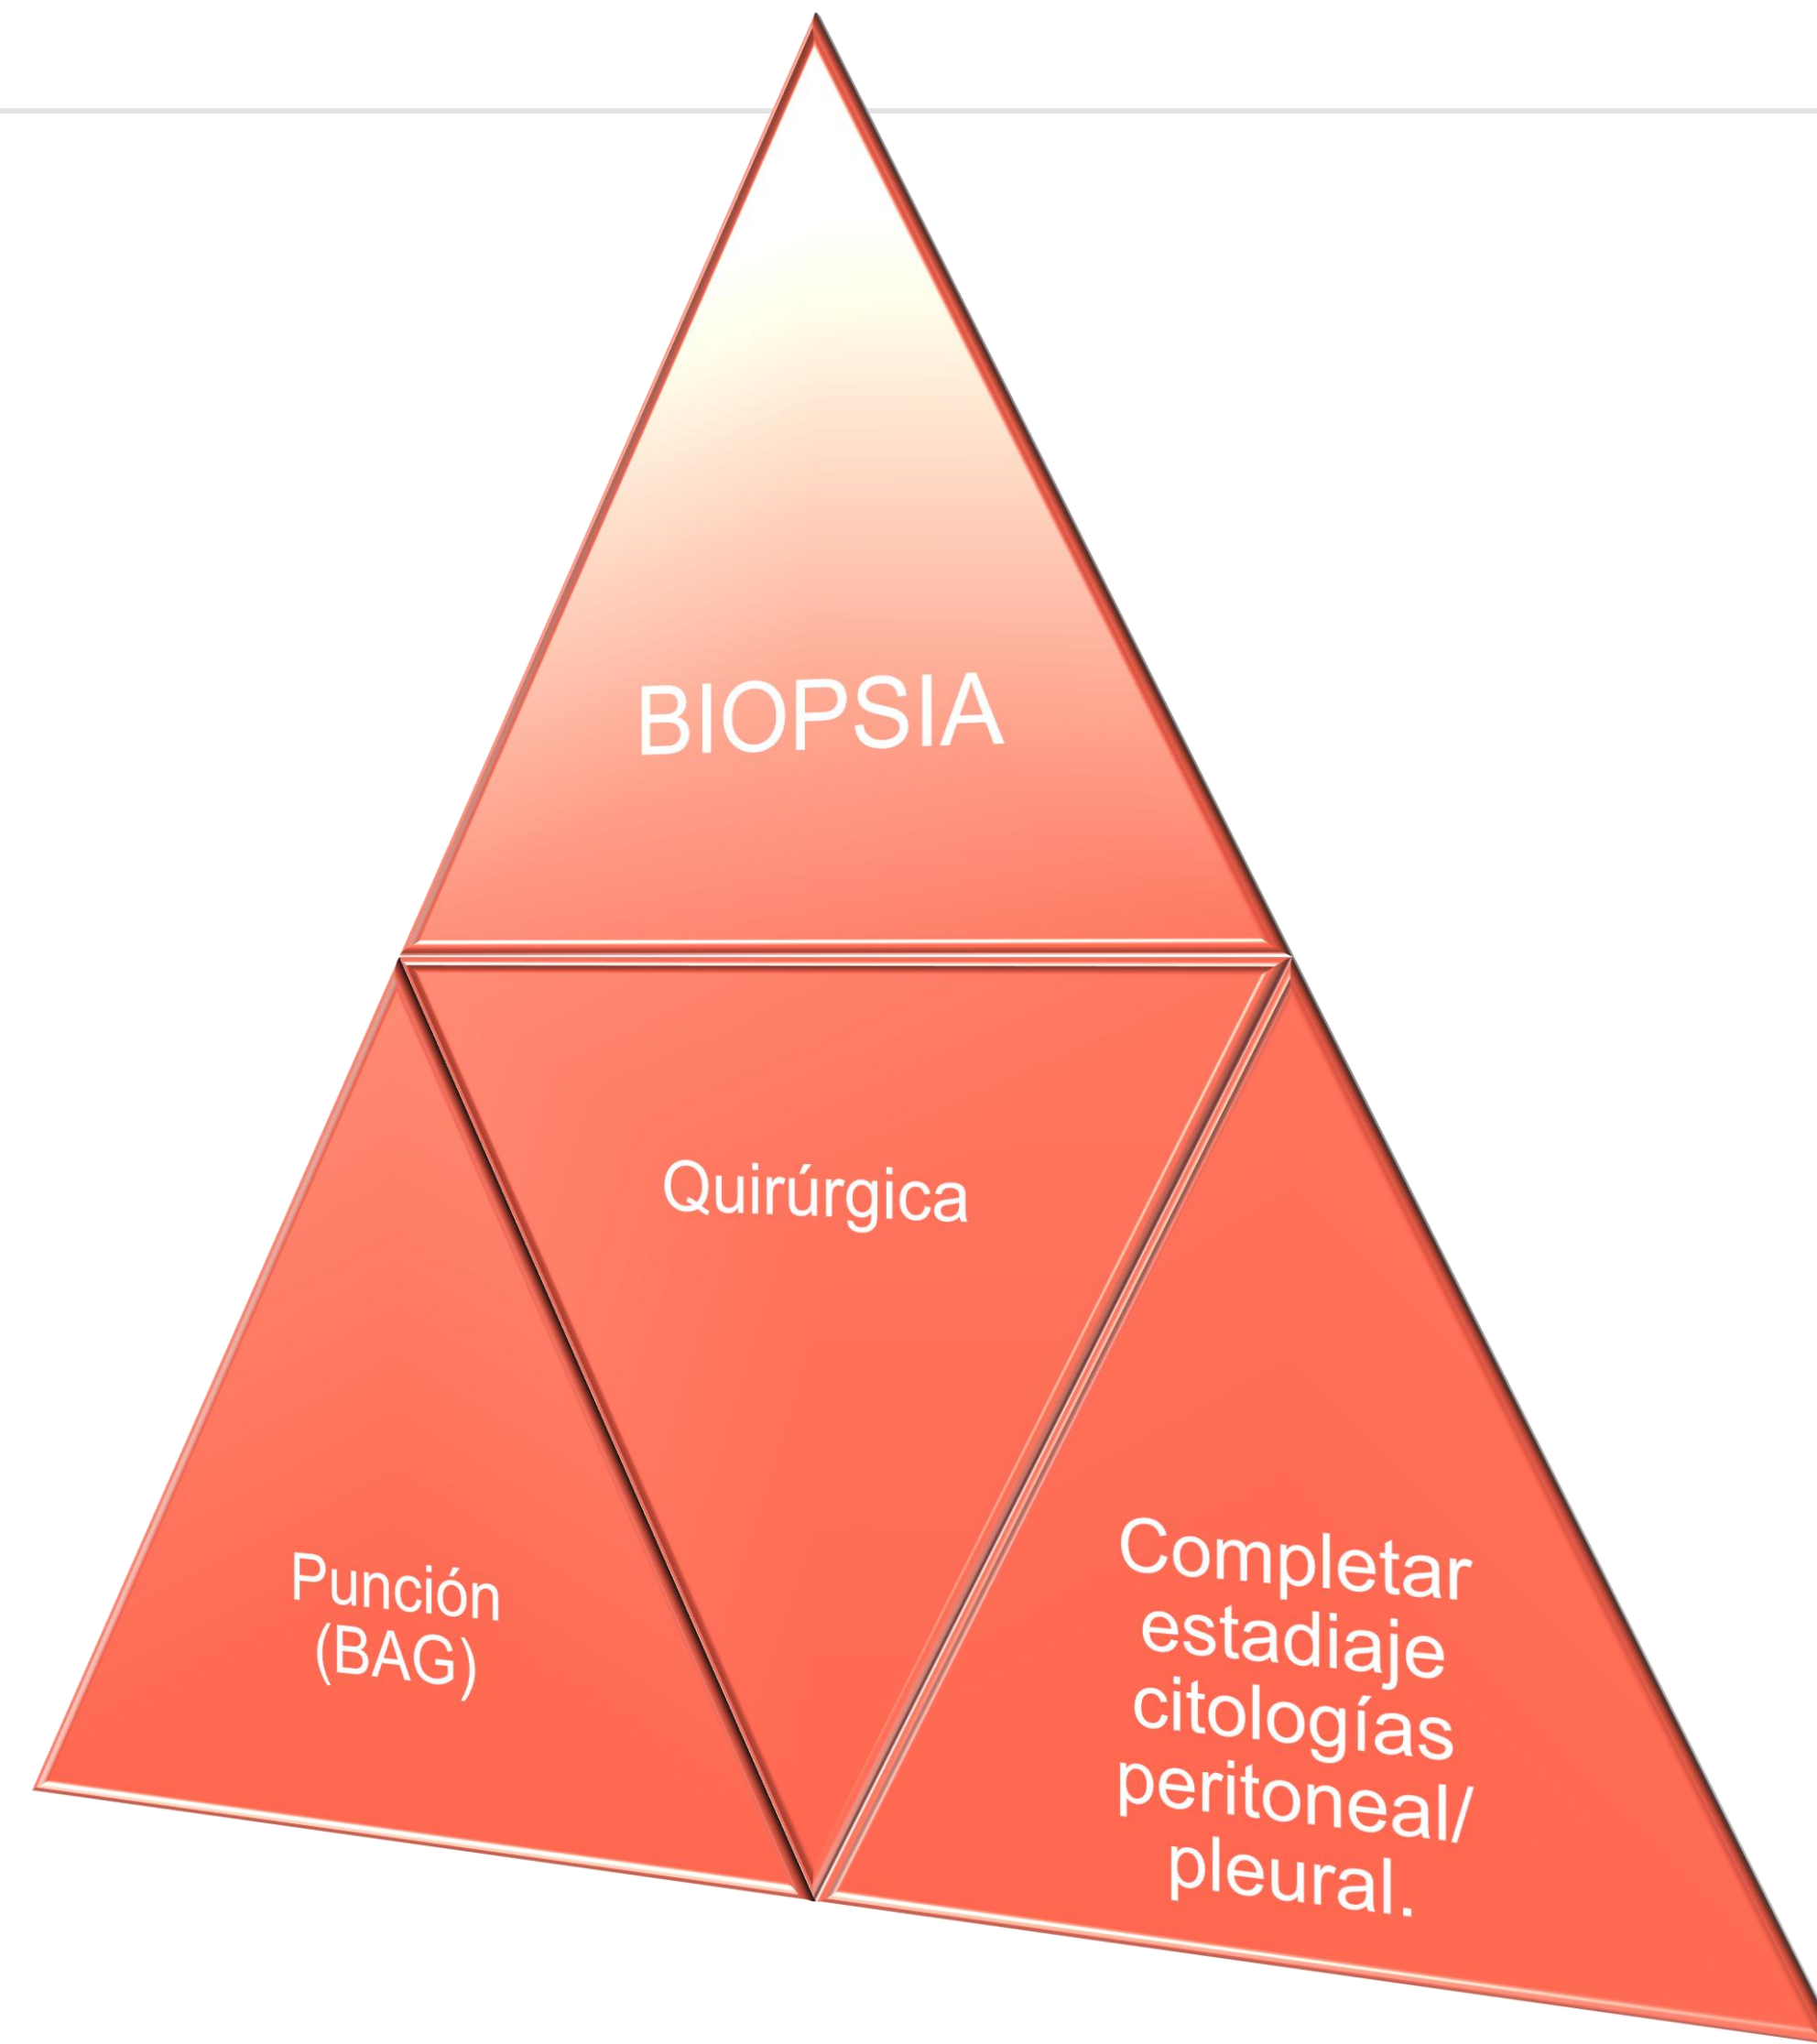 BIOPSIA
Quirúrgica
Punción
(BAG)
Completar
estadiaje
citologías
peritoneal/
pleural.